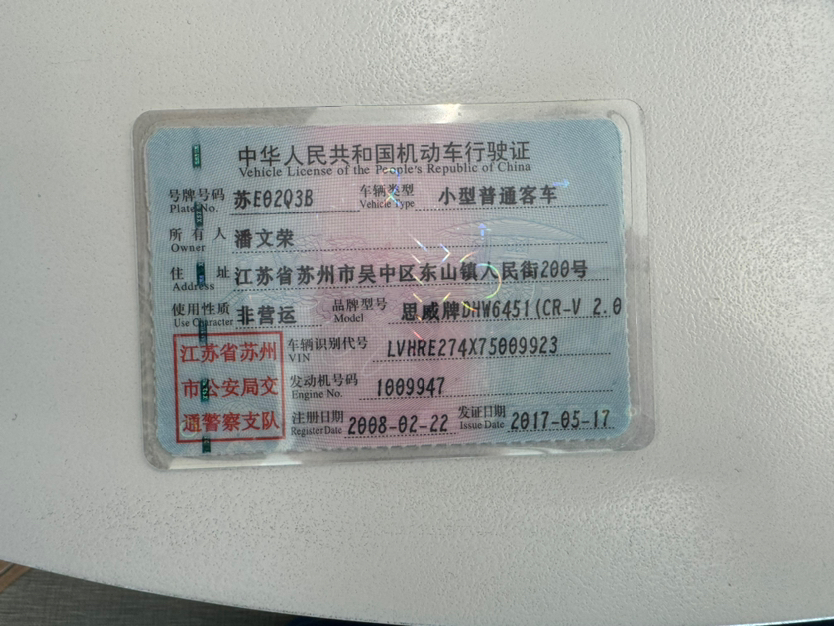 中华人民共和国机动车行驶证
Vehicle License of the People's Republic of China
号牌号码 苏E02Q3B 车辆类型 小型普通客车
Plate No. Vehicle Type
所有人 潘文荣
Owner
住址 江苏省苏州市吴中区东山镇人民街200号
Address
使用性质 非营运 品牌型号 思威牌DHW6451(CR-V 2.0
Use Character Model
江苏省苏州 车辆识别代号 LVHRE274X75009923
VIN
市公安局交 发动机号码 1009947
Engine No.
通警察支队 注册日期 2008-02-22 发证日期 2017-05-17
Register Date Issue Date